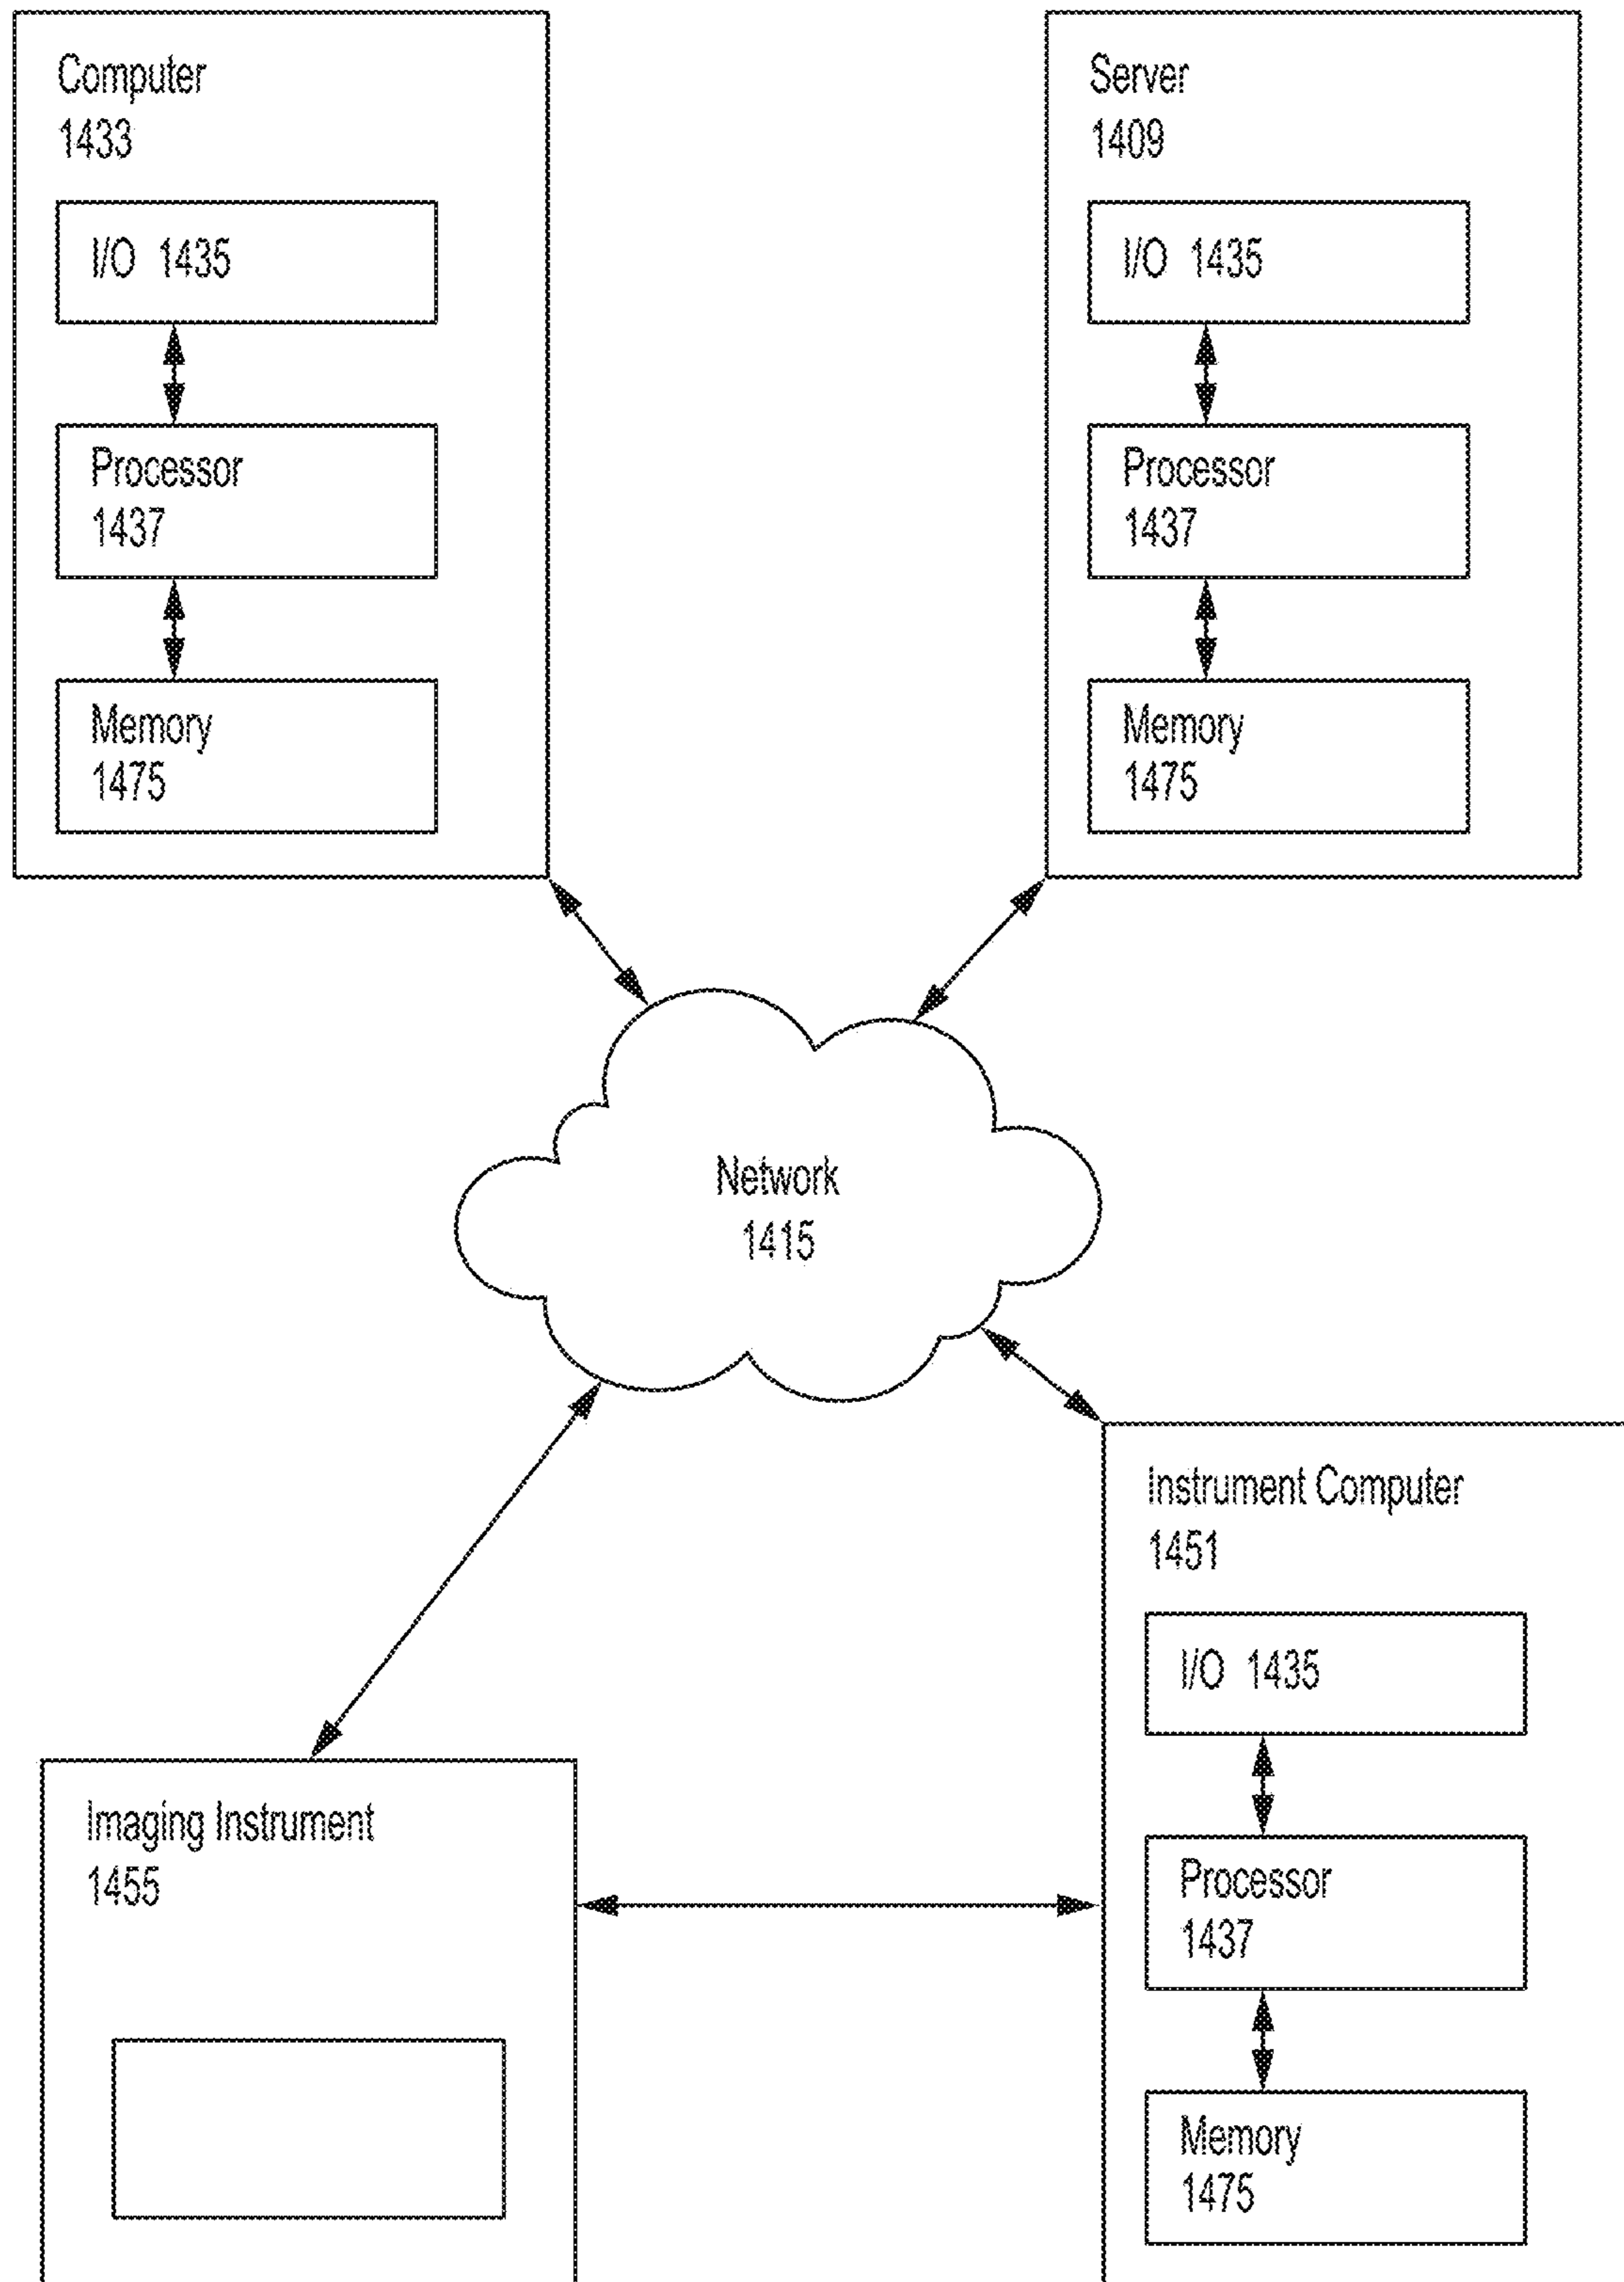 Computer
1433
I/O 1435
Processor
1437
Memory
1475
Server
1409
I/O 1435
Processor
1437
Memory
1475
Network
1415
Instrument Computer
1451
I/O 1435
Processor
1437
Memory
1475
Imaging Instrument
1455